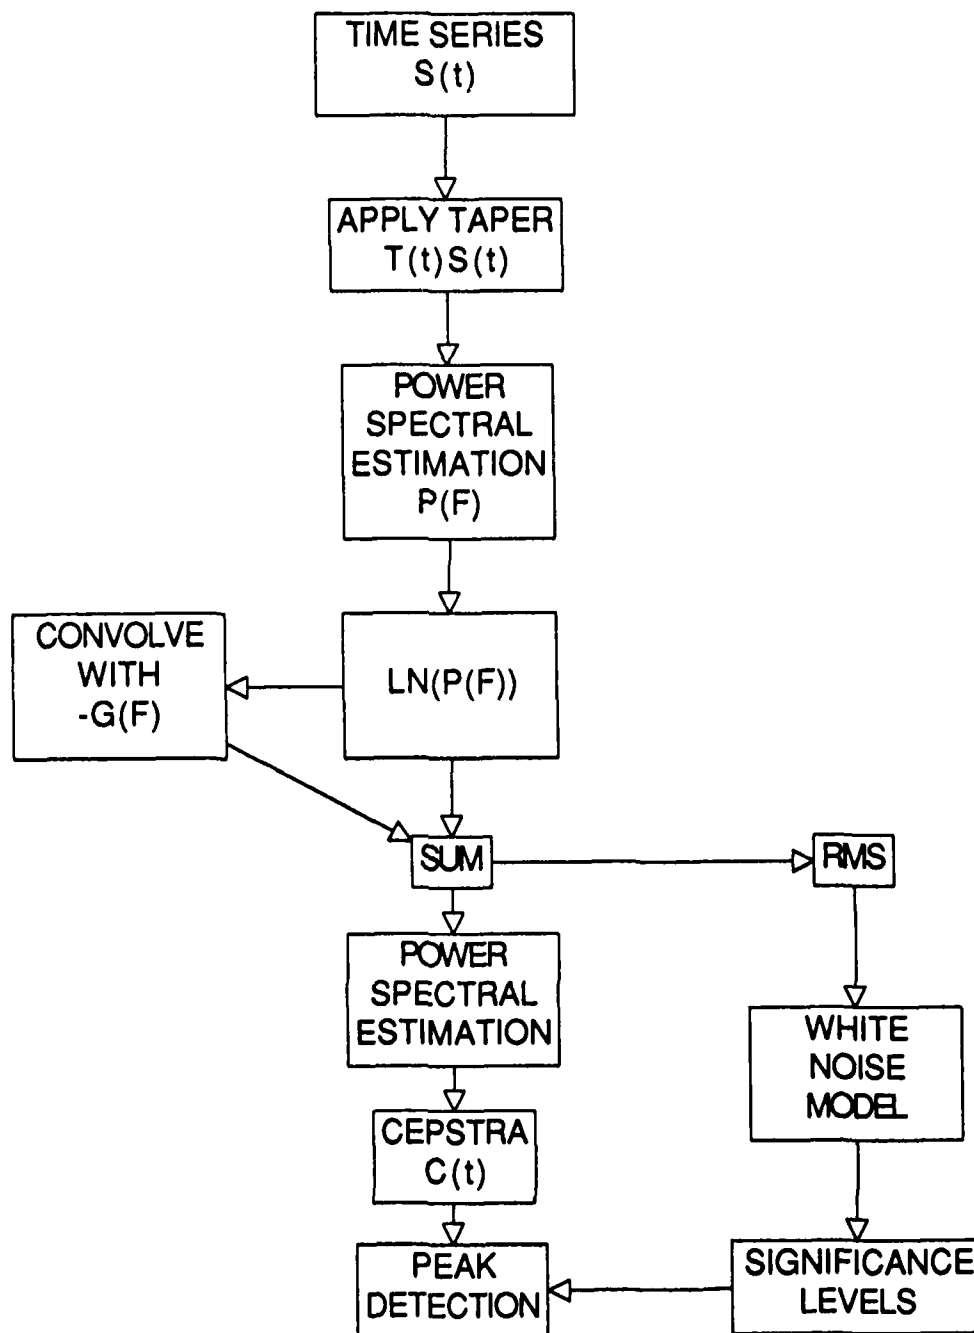 TIME SERIES
S(t)
APPLY TAPER
T(t)S(t)
POWER
SPECTRAL
ESTIMATION
P(F)
CONVOLVE
WITH
-G(F)
LN(P(F))
SUM
RMS
POWER
SPECTRAL
ESTIMATION
WHITE
NOISE
MODEL
CEPSTRA
C(t)
PEAK
DETECTION
SIGNIFICANCE
LEVELS